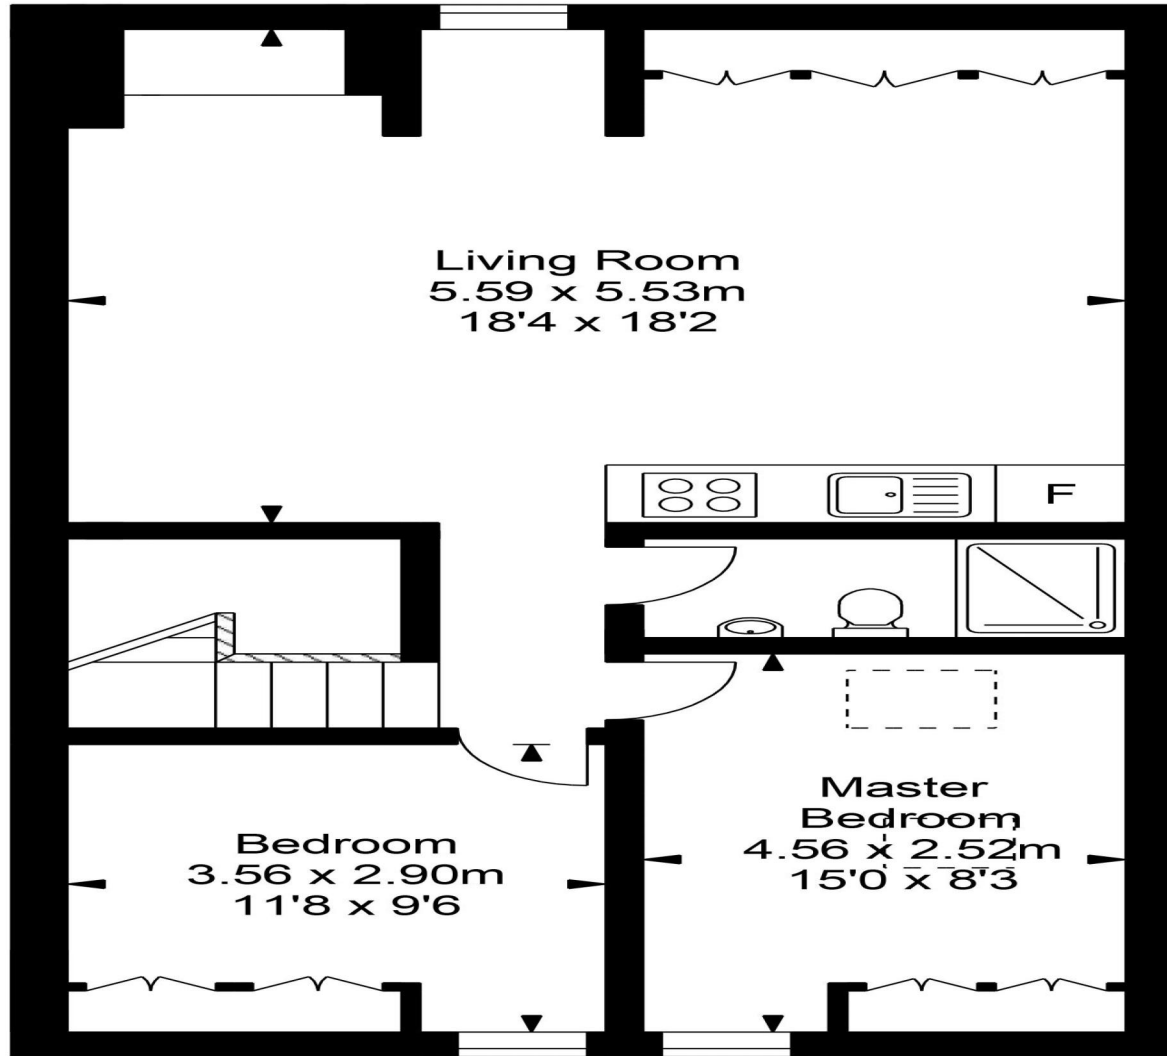 Living Room
5.59 x 5.53m
18'4 x 18'2
F
Master
Bedroom
4.56 x 2.52m
15'0 x 8'3
Bedroom
3.56 x 2.90m
11'8 x 9'6